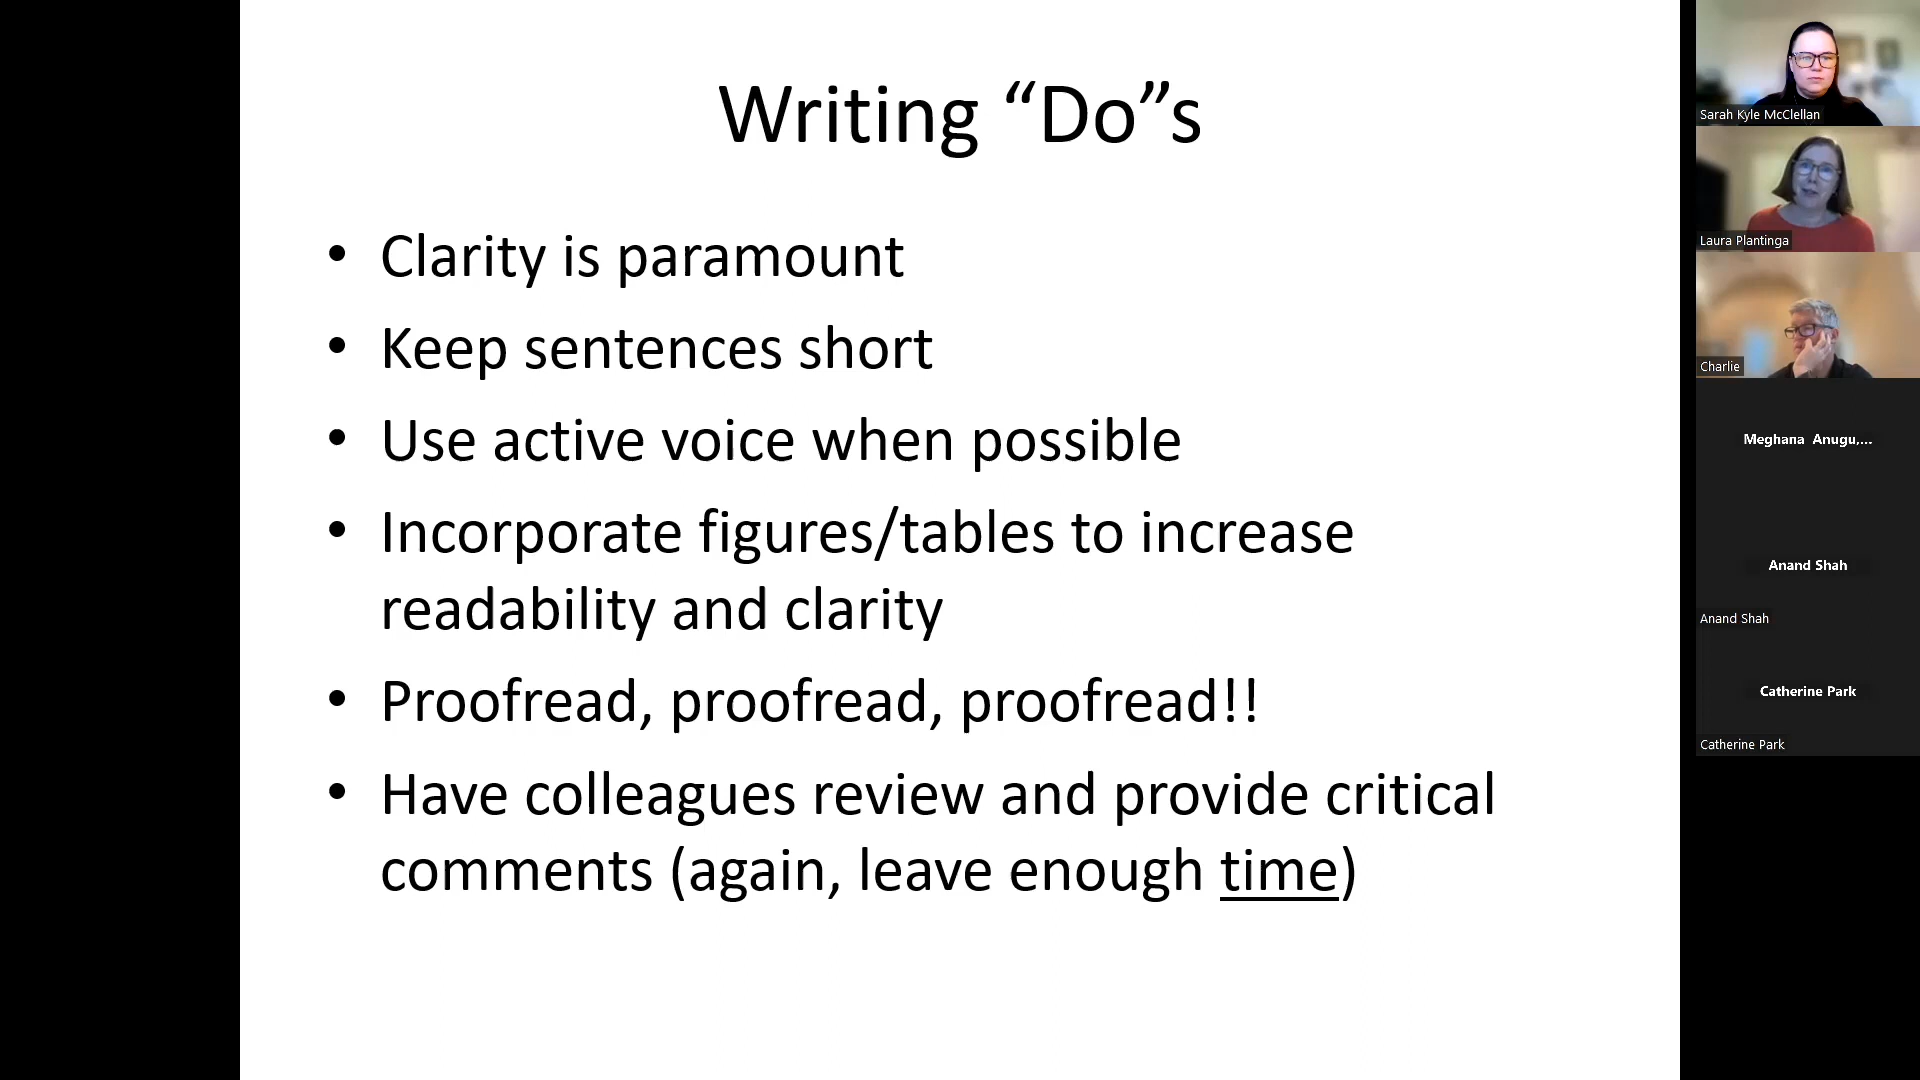 Writing “Do”s
• Clarity is paramount
• Keep sentences short
• Use active voice when possible
• Incorporate figures/tables to increase
readability and clarity
• Proofread, proofread, proofread!!
• Have colleagues review and provide critical
comments (again, leave enough time)
Sarah Kyle McClellan
Laura Plantinga
Charlie
Meghana Anugu,...
Anand Shah
Anand Shah
Catherine Park
Catherine Park